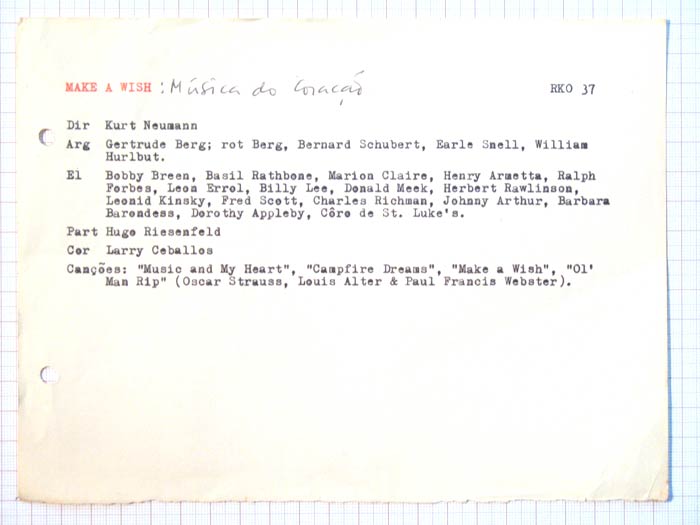 MAKE A WISH : Música do Coração RKO 37
Dir Kurt Neumann
Arg Gertrude Berg; rot Berg, Bernard Schubert, Earle Snell, William
Hurlbut.
El Bobby Breen, Basil Rathbone, Marion Claire, Henry Armetta, Ralph
Forbes, Leon Errol, Billy Lee, Donald Meek, Herbert Rawlinson,
Leonid Kinsky, Fred Scott, Charles Richman, Johnny Arthur, Barbara
Barondess, Dorothy Appleby, Côro de St. Luke's.
Part Hugo Riesenfeld
Cor Larry Ceballos
Canções: "Music and My Heart", "Campfire Dreams", "Make a Wish", "Ol'
Man Rip" (Oscar Strauss, Louis Alter & Paul Francis Webster).